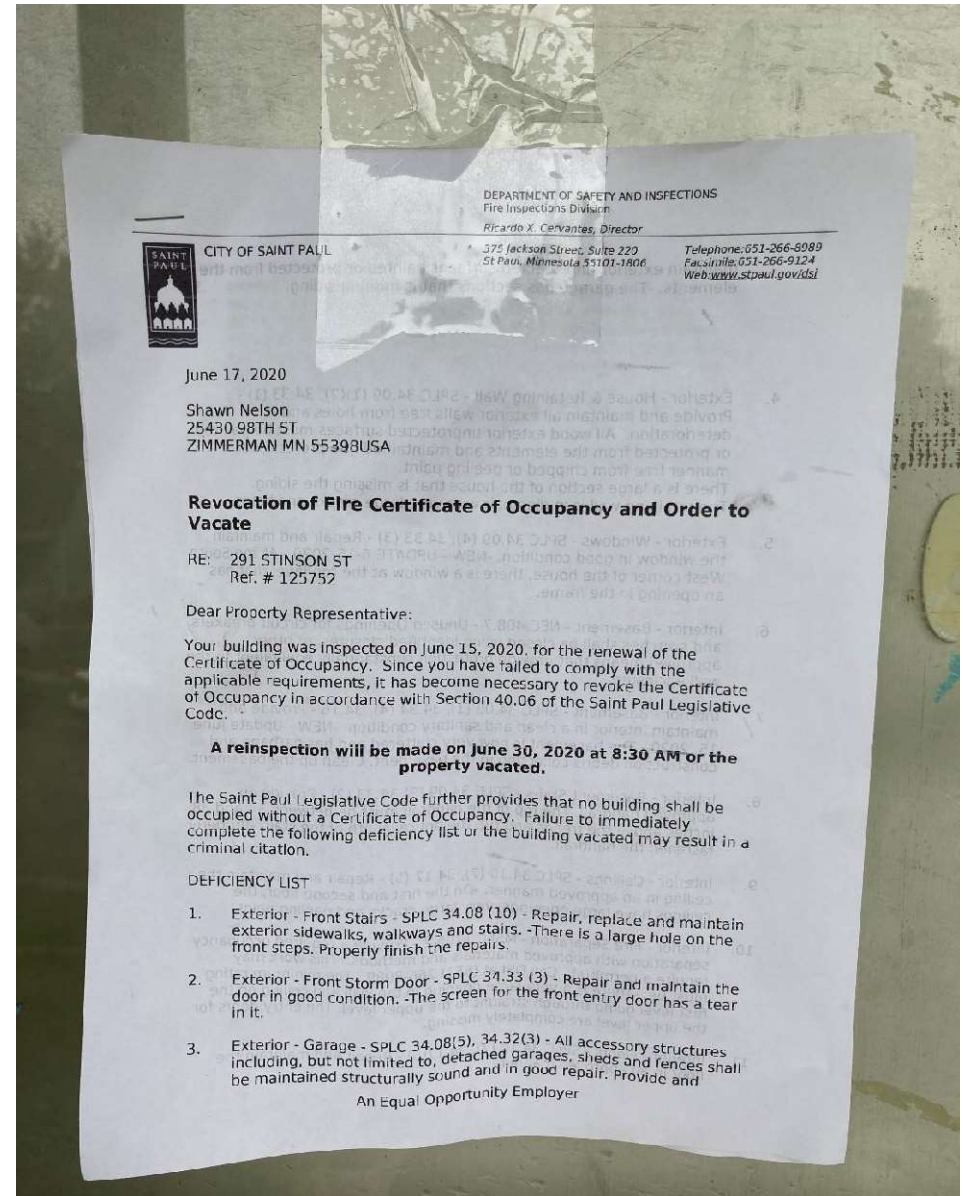 DEPARTMENT OF SAFETY AND INSPECTIONS
Fire Inspections Division
Ricardo X. Cervantes, Director
SAINT PAUL
CITY OF SAINT PAUL
375 Jackson Street, Suite 220
St Paul, Minnesota 55101-1806
Telephone:651-266-8989
Facsimile:651-266-9124
Web:www.stpaul.gov/dsi
June 17, 2020
Shawn Nelson
25430 98TH ST
ZIMMERMAN MN 55398USA
Revocation of Fire Certificate of Occupancy and Order to
Vacate
RE: 291 STINSON ST
Ref. # 125752
Dear Property Representative:
Your building was inspected on June 15, 2020, for the renewal of the
Certificate of Occupancy. Since you have failed to comply with the
applicable requirements, it has become necessary to revoke the Certificate
of Occupancy in accordance with Section 40.06 of the Saint Paul Legislative
Code.
A reinspection will be made on June 30, 2020 at 8:30 AM or the
property vacated.
The Saint Paul Legislative Code further provides that no building shall be
occupied without a Certificate of Occupancy. Failure to immediately
complete the following deficiency list or the building vacated may result in a
criminal citation.
DEFICIENCY LIST
1. Exterior - Front Stairs - SPLC 34.08 (10) - Repair, replace and maintain
exterior sidewalks, walkways and stairs. -There is a large hole on the
front steps. Properly finish the repairs.
2. Exterior - Front Storm Door - SPLC 34.33 (3) - Repair and maintain the
door in good condition. -The screen for the front entry door has a tear
in it.
3. Exterior - Garage - SPLC 34.08(5), 34.32(3) - All accessory structures
including, but not limited to, detached garages, sheds and fences shall
be maintained structurally sound and in good repair. Provide and
An Equal Opportunity Employer